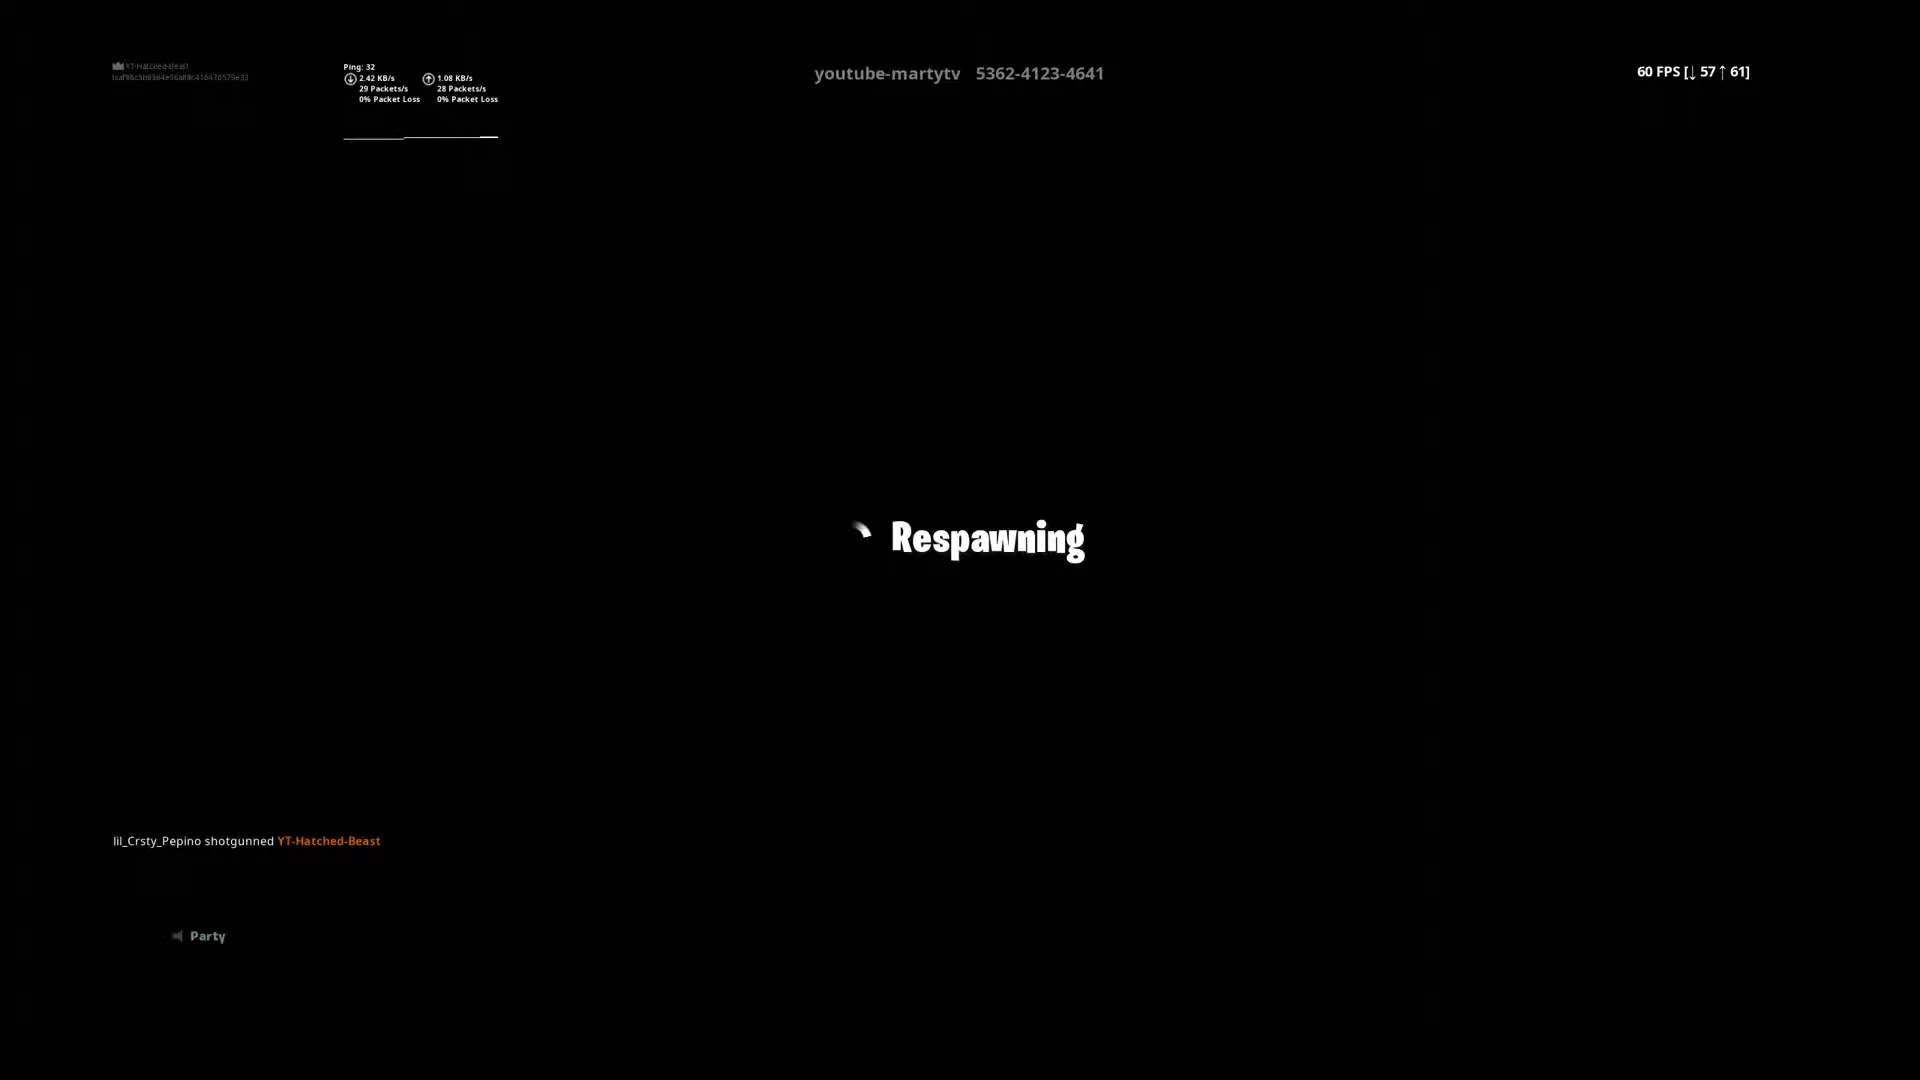 YT-Hatched-Beast
Ping: 32
2.42 KB/s 1.08 KB/s
29 Packets/s 28 Packets/s
0% Packet Loss 0% Packet Loss
youtube-martytv 5362-4123-4641
60 FPS [↓ 57 ↑ 61]
Respawning
lil_Crsty_Pepino shotgunned YT-Hatched-Beast
Party